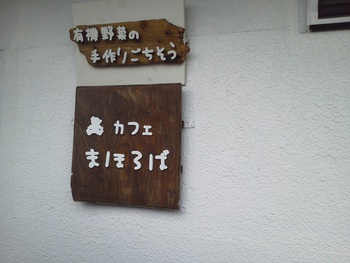 有機野菜の
手作りごちそう
カフェ
まほろば